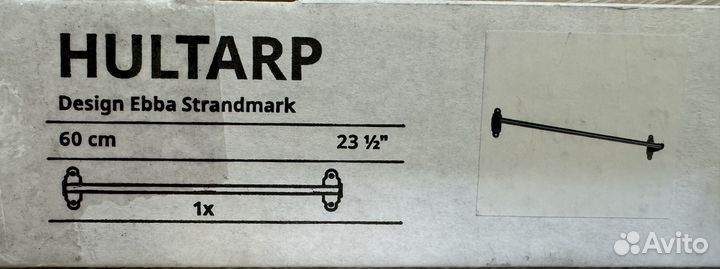 HULTARP
Design Ebba Strandmark
60 cm 23 ½"
1x
Avito